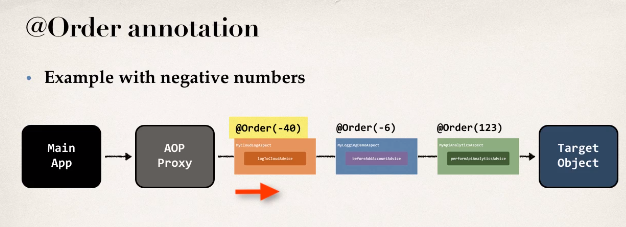 @Order annotation
Example with negative numbers
@Order(-40)
@Order(-6)
@Order(123)
Main
App
AOP
Proxy
Target
Object